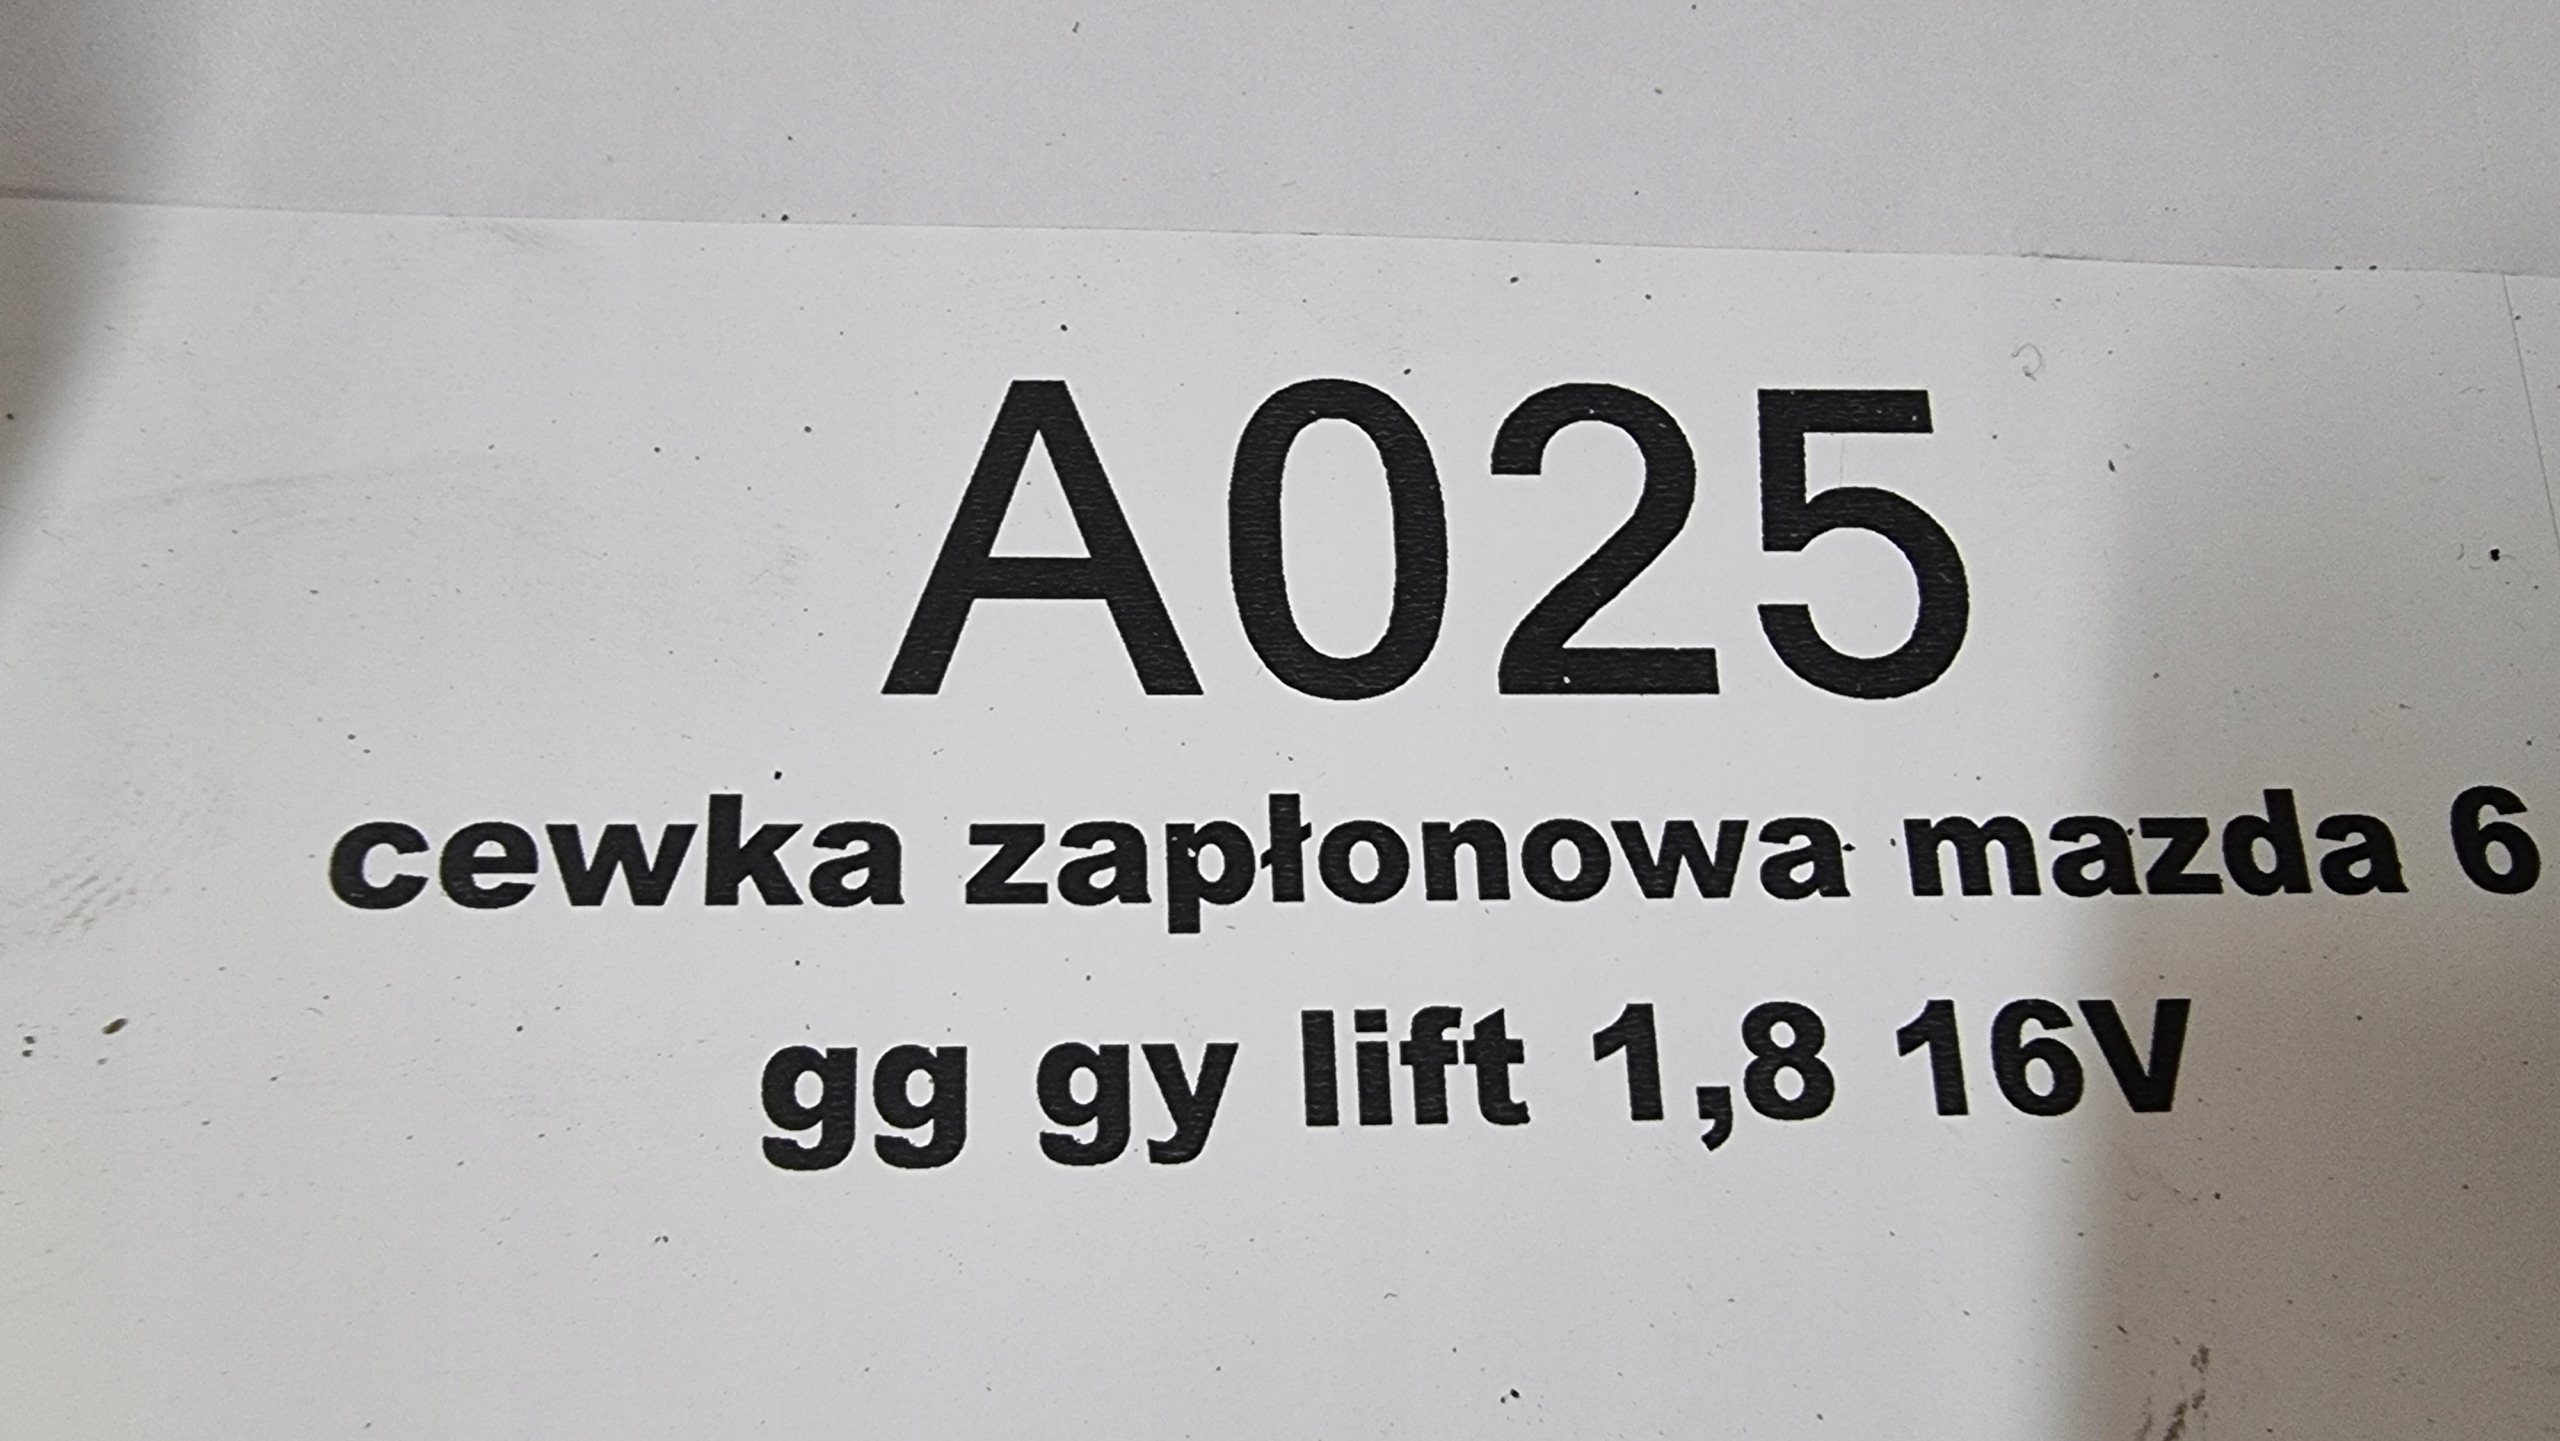 A025
cewka zapłonowa mazda 6
gg gy lift 1,8 16V